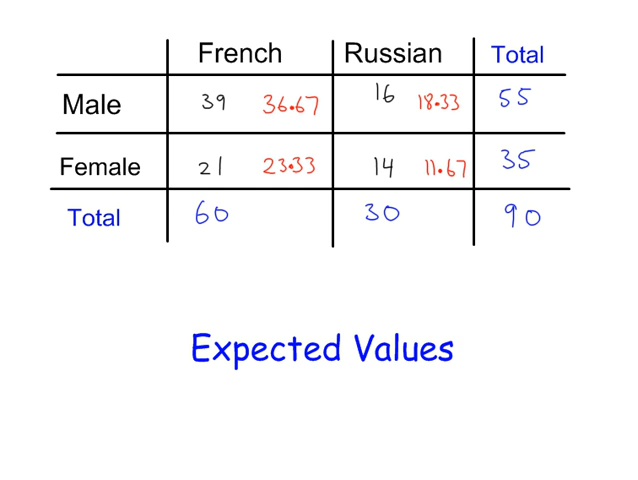 French Russian Total
Male 39 36.67 16 18.33 55
Female 21 23.33 14 11.67 35
Total 60 30 90
Expected Values